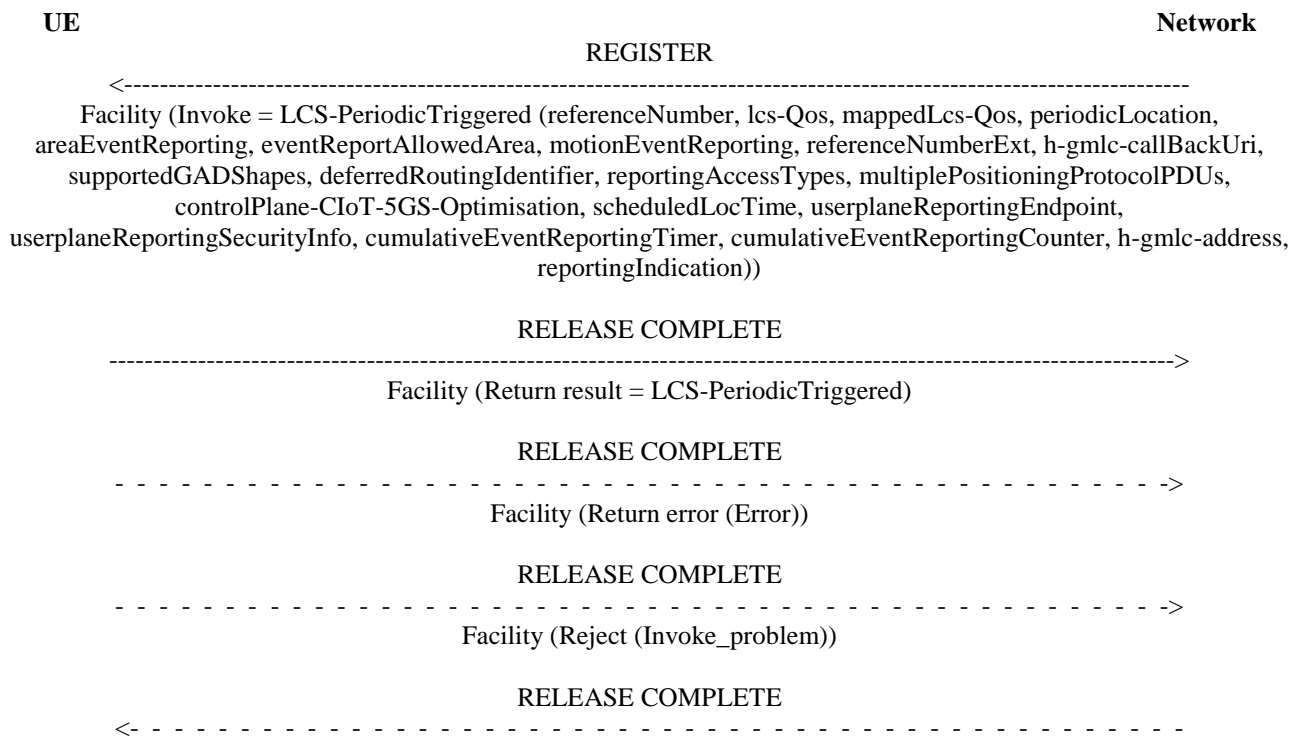 UE Network
REGISTER
<------------------------------------------------------------------------------------------------------------------------
Facility (Invoke = LCS-PeriodicTriggered (referenceNumber, lcs-Qos, mappedLcs-Qos, periodicLocation,
areaEventReporting, eventReportAllowedArea, motionEventReporting, referenceNumberExt, h-gmlc-callBackUri,
supportedGADShapes, deferredRoutingIdentifier, reportingAccessTypes, multiplePositioningProtocolPDUs,
controlPlane-CIoT-5GS-Optimisation, scheduledLocTime, userplaneReportingEndpoint,
userplaneReportingSecurityInfo, cumulativeEventReportingTimer, cumulativeEventReportingCounter, h-gmlc-address,
reportingIndication))
RELEASE COMPLETE
------------------------------------------------------------------------------------------------------------------------>
Facility (Return result = LCS-PeriodicTriggered)
RELEASE COMPLETE
- - - - - - - - - - - - - - - - - - - - - - - - - - - - - - - - - - - - - - - - - - - - - - - ->
Facility (Return error (Error))
RELEASE COMPLETE
- - - - - - - - - - - - - - - - - - - - - - - - - - - - - - - - - - - - - - - - - - - - - - - ->
Facility (Reject (Invoke_problem))
RELEASE COMPLETE
<- - - - - - - - - - - - - - - - - - - - - - - - - - - - - - - - - - - - - - - - - - - - - - - -